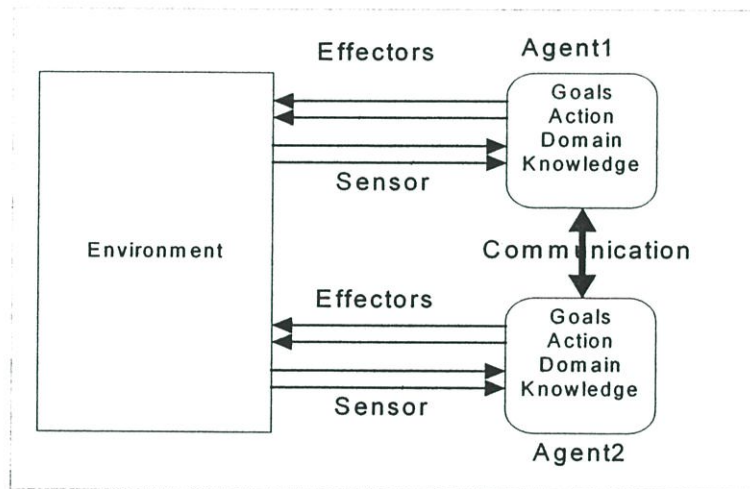 Effectors
Agent1
Goals
Action
Domain
Knowledge
Sensor
Environment
Communication
Effectors
Goals
Action
Domain
Knowledge
Sensor
Agent2